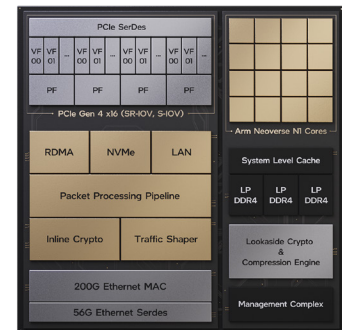 PCIe SerDes
VF 00
VF 01
...
VF 00
VF 01
...
VF 00
VF 01
...
VF 00
VF 01
...
PF
PF
PF
PF
PCIe Gen 4 x16 (SR-IOV, S-IOV)
RDMA
NVMe
LAN
Packet Processing Pipeline
Inline Crypto
Traffic Shaper
200G Ethernet MAC
56G Ethernet Serdes
Arm Neoverse N1 Cores
System Level Cache
LP
DDR4
LP
DDR4
LP
DDR4
Lookaside Crypto
&
Compression Engine
Management Complex